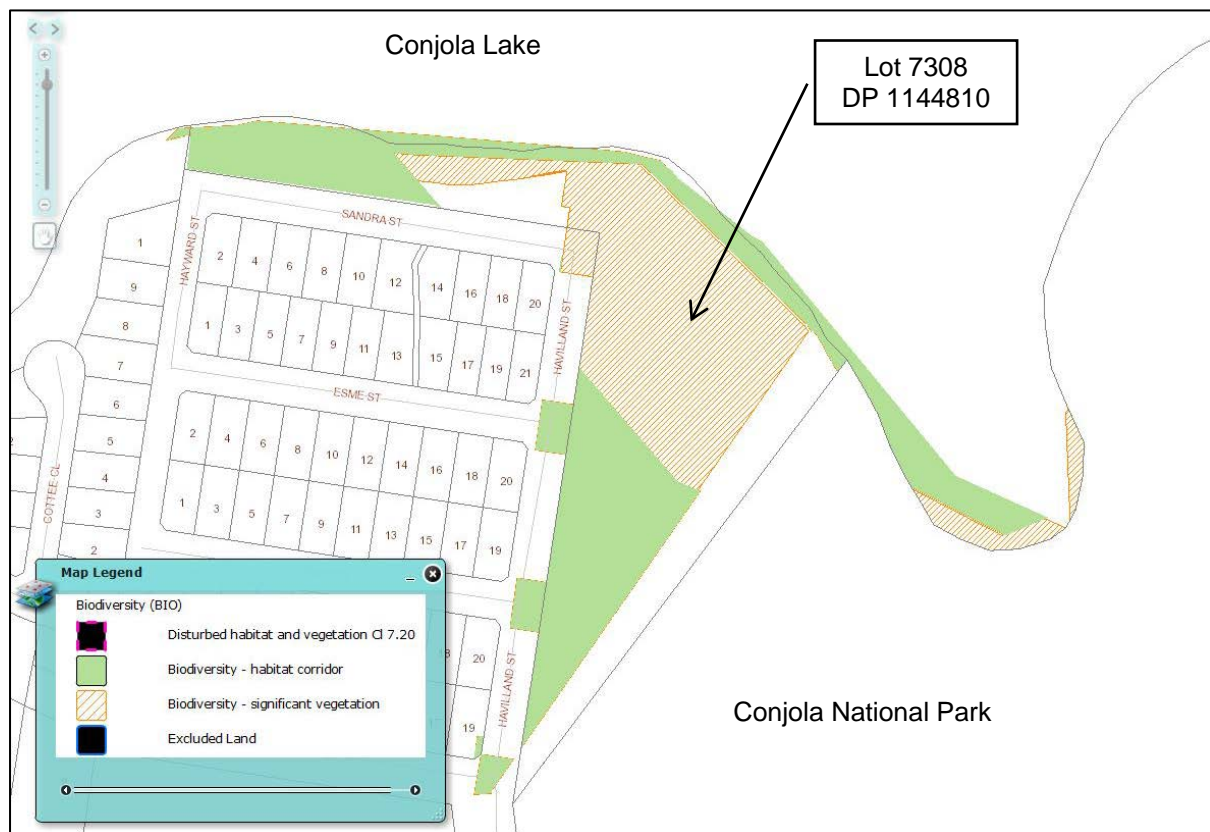 Conjola Lake
Lot 7308
DP 1144810
SANDRA ST
HAYWARD ST
HAVILLAND ST
2 4 6 8 10 12 14 16 18 20
1 3 5 7 9 11 13 15 17 19 21
1
9
8
7
6
5
4
3
2
ESME ST
2 4 6 8 10 12 14 16 18 20
1 3 5 7 9 11 13 15 17 19
COTTEE CL
20
19
HAVILLAND ST
Map Legend
Biodiversity (BIO)
Disturbed habitat and vegetation Cl 7.20
Biodiversity - habitat corridor
Biodiversity - significant vegetation
Excluded Land
Conjola National Park